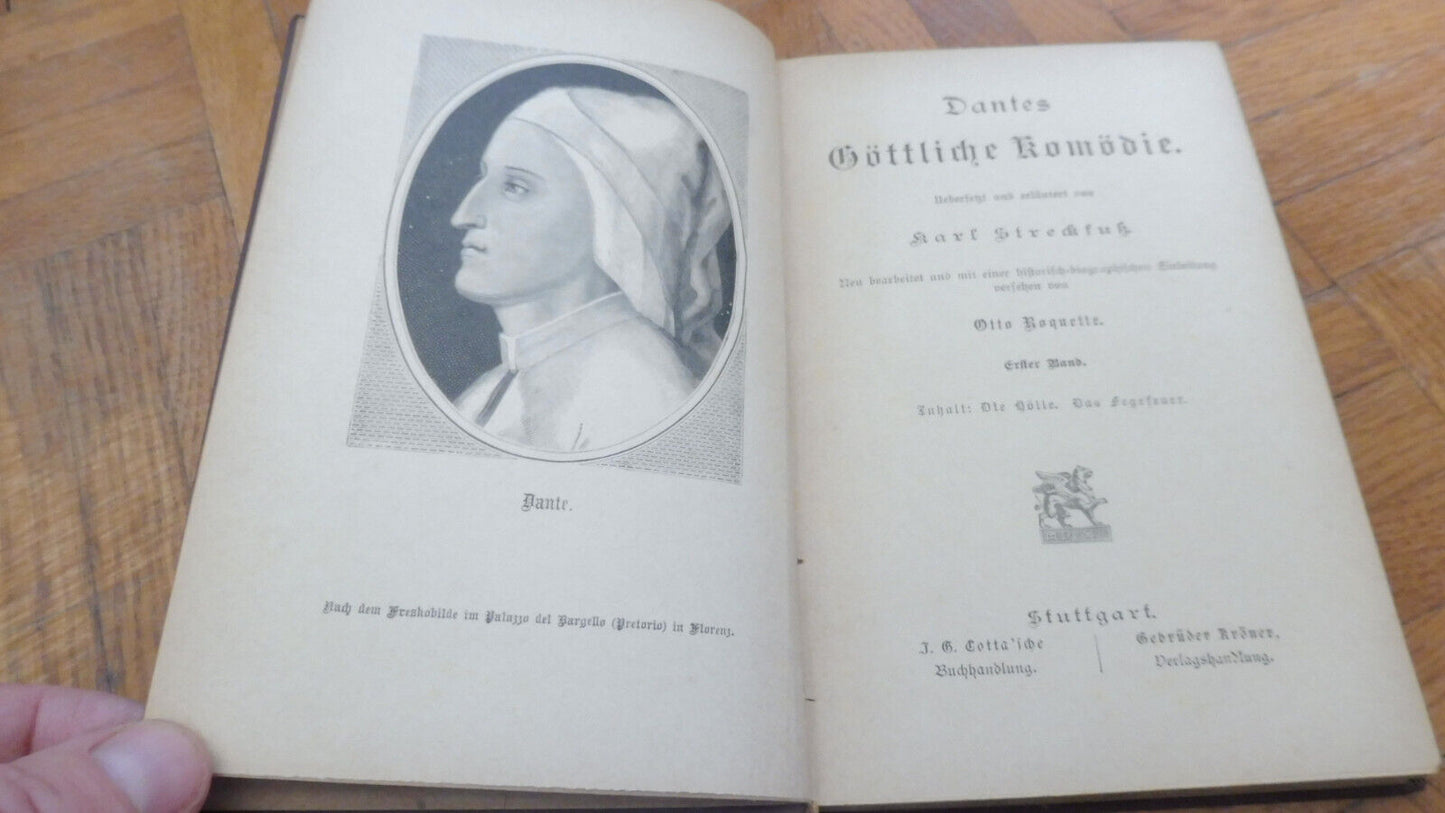 Dante.
Nach dem Freskobilde im Palazzo del Bargello (Pretorio) in Florenz.
Dantes
Göttliche Komödie.
Uebersetzt und erläutert von
Karl Streckfuß.
Neu bearbeitet und mit einer historisch-biographischen Einleitung
versehen von
Otto Roquette.
Erster Band.
Inhalt: Die Hölle. Das Fegefeuer.
Stuttgart.
J. G. Cotta'sche
Buchhandlung.
Gebrüder Kröner,
Verlagshandlung.